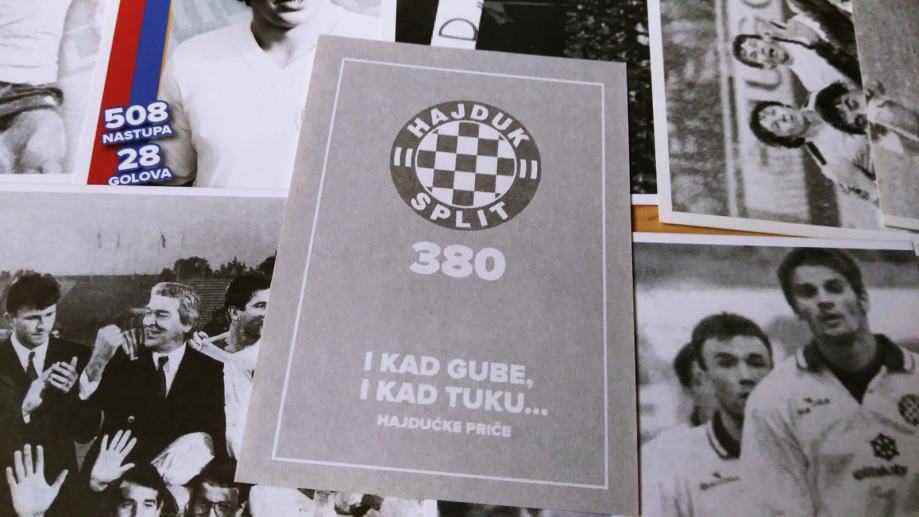 508
NASTUPA
28
GOLOVA
HAJDUK
SPLIT
380
I KAD GUBE,
I KAD TUKU...
HAJDUČKE PRIČE